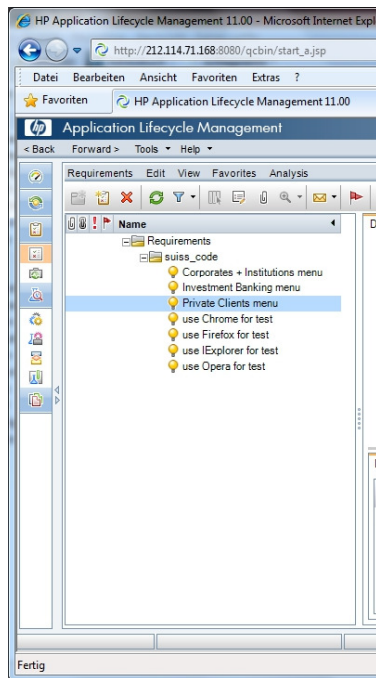 HP Application Lifecycle Management 11.00 - Microsoft Internet Expl
http://212.114.71.168:8080/qcbin/start_a.jsp
Datei Bearbeiten Ansicht Favoriten Extras ?
Favoriten HP Application Lifecycle Management 11.00
hp Application Lifecycle Management
< Back Forward > Tools Help
Requirements Edit View Favorites Analysis
Name
D
Requirements
suiss_code
Corporates + Institutions menu
Investment Banking menu
Private Clients menu
use Chrome for test
use Firefox for test
use IExplorer for test
use Opera for test
Fertig